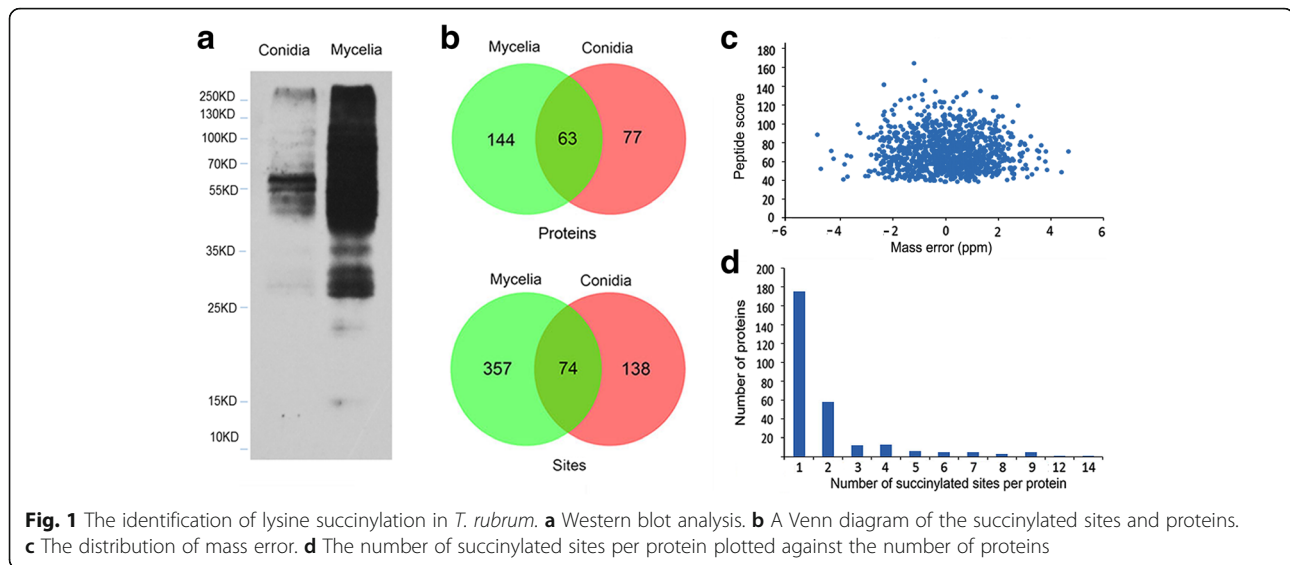 a
Conidia Mycelia
250KD
130KD
100KD
70KD
55KD
35KD
25KD
15KD
10KD
b
Mycelia Conidia
144 63 77
Proteins
Mycelia Conidia
357 74 138
Sites
c
180
160
140
120
100
80
60
40
20
0
Peptide score
-6 -4 -2 0 2 4 6
Mass error (ppm)
d
200
180
160
140
120
100
80
60
40
20
Number of proteins
1 2 3 4 5 6 7 8 9 12 14
Number of succinylated sites per protein
Fig. 1 The identification of lysine succinylation in T. rubrum. a Western blot analysis. b A Venn diagram of the succinylated sites and proteins.
c The distribution of mass error. d The number of succinylated sites per protein plotted against the number of proteins